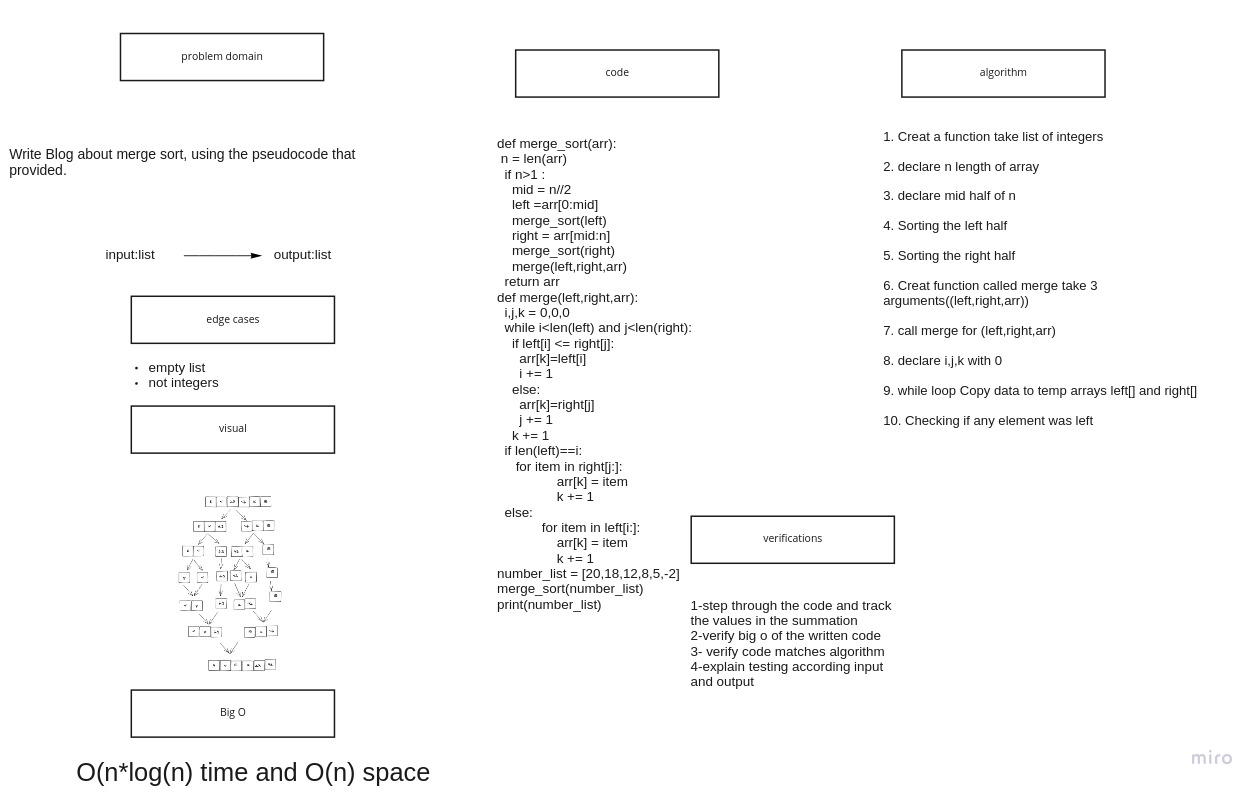 problem domain
Write Blog about merge sort, using the pseudocode that
provided.
input:list
output:list
edge cases
• empty list
• not integers
visual
Big O
O(n*log(n) time and O(n) space
code
def merge_sort(arr):
n = len(arr)
if n>1 :
mid = n//2
left =arr[0:mid]
merge_sort(left)
right = arr[mid:n]
merge_sort(right)
merge(left,right,arr)
return arr
def merge(left,right,arr):
i,j,k = 0,0,0
while i<len(left) and j<len(right):
if left[i] <= right[j]:
arr[k]=left[i]
i += 1
else:
arr[k]=right[j]
j += 1
k += 1
if len(left)==i:
for item in right[j:]:
arr[k] = item
k += 1
else:
for item in left[i:]:
arr[k] = item
k += 1
number_list = [20,18,12,8,5,-2]
merge_sort(number_list)
print(number_list)
verifications
1-step through the code and track
the values in the summation
2-verify big o of the written code
3- verify code matches algorithm
4-explain testing according input
and output
algorithm
1. Creat a function take list of integers
2. declare n length of array
3. declare mid half of n
4. Sorting the left half
5. Sorting the right half
6. Creat function called merge take 3
arguments((left,right,arr))
7. call merge for (left,right,arr)
8. declare i,j,k with 0
9. while loop Copy data to temp arrays left[] and right[]
10. Checking if any element was left
miro